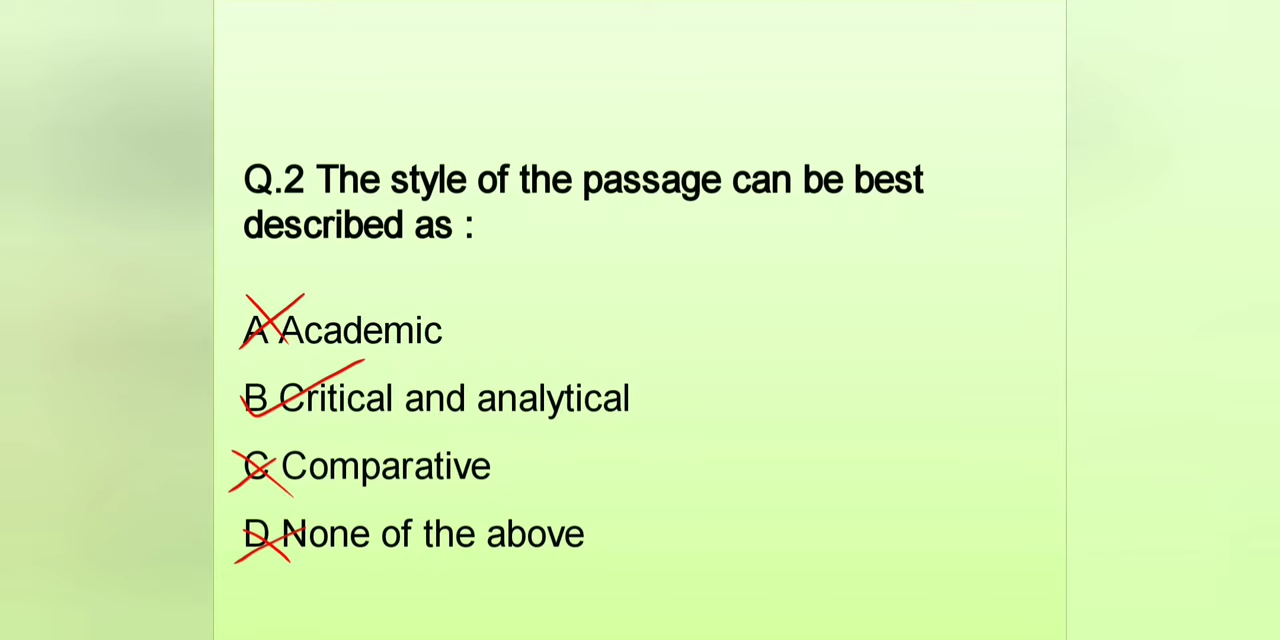 Q.2 The style of the passage can be best
described as :
A Academic
B Critical and analytical
C Comparative
D None of the above